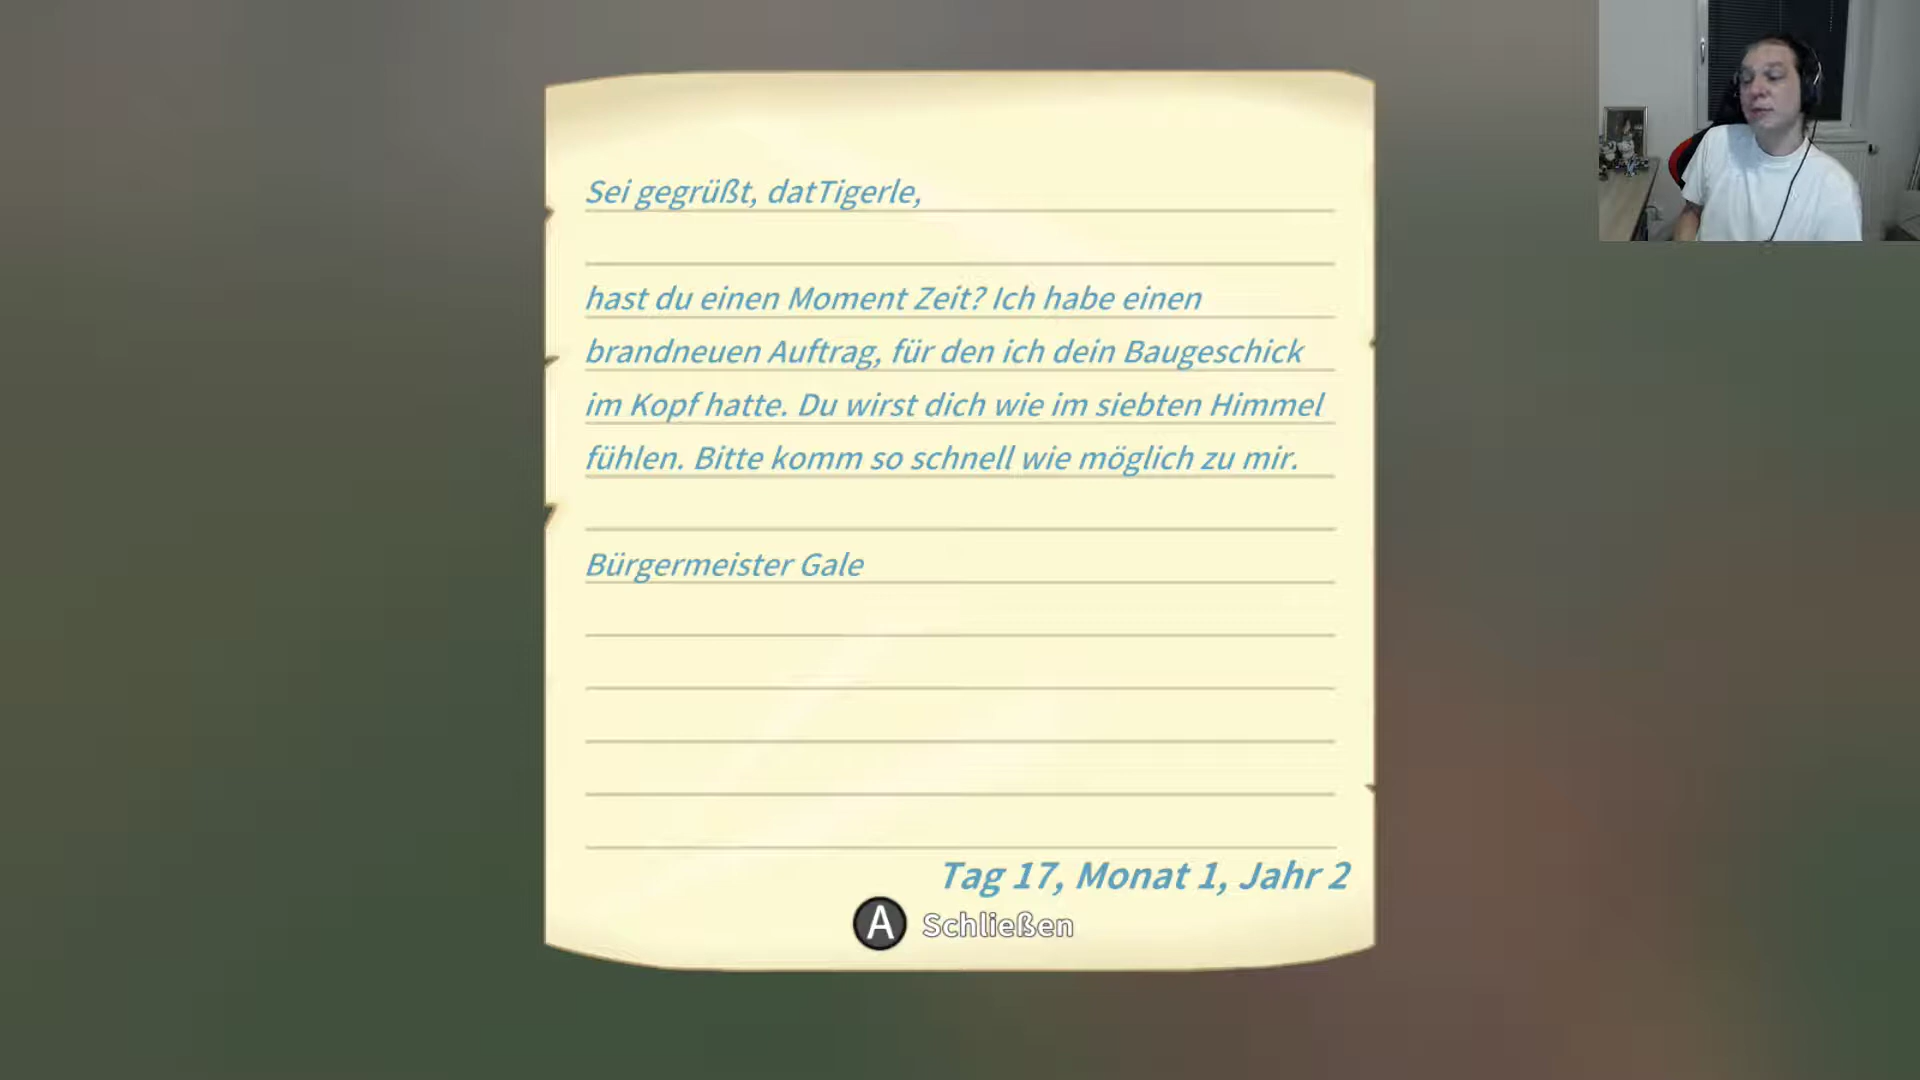 Sei gegrüßt, datTigerle,
hast du einen Moment Zeit? Ich habe einen
brandneuen Auftrag, für den ich dein Baugeschick
im Kopf hatte. Du wirst dich wie im siebten Himmel
fühlen. Bitte komm so schnell wie möglich zu mir.
Bürgermeister Gale
Tag 17, Monat 1, Jahr 2
A Schließen